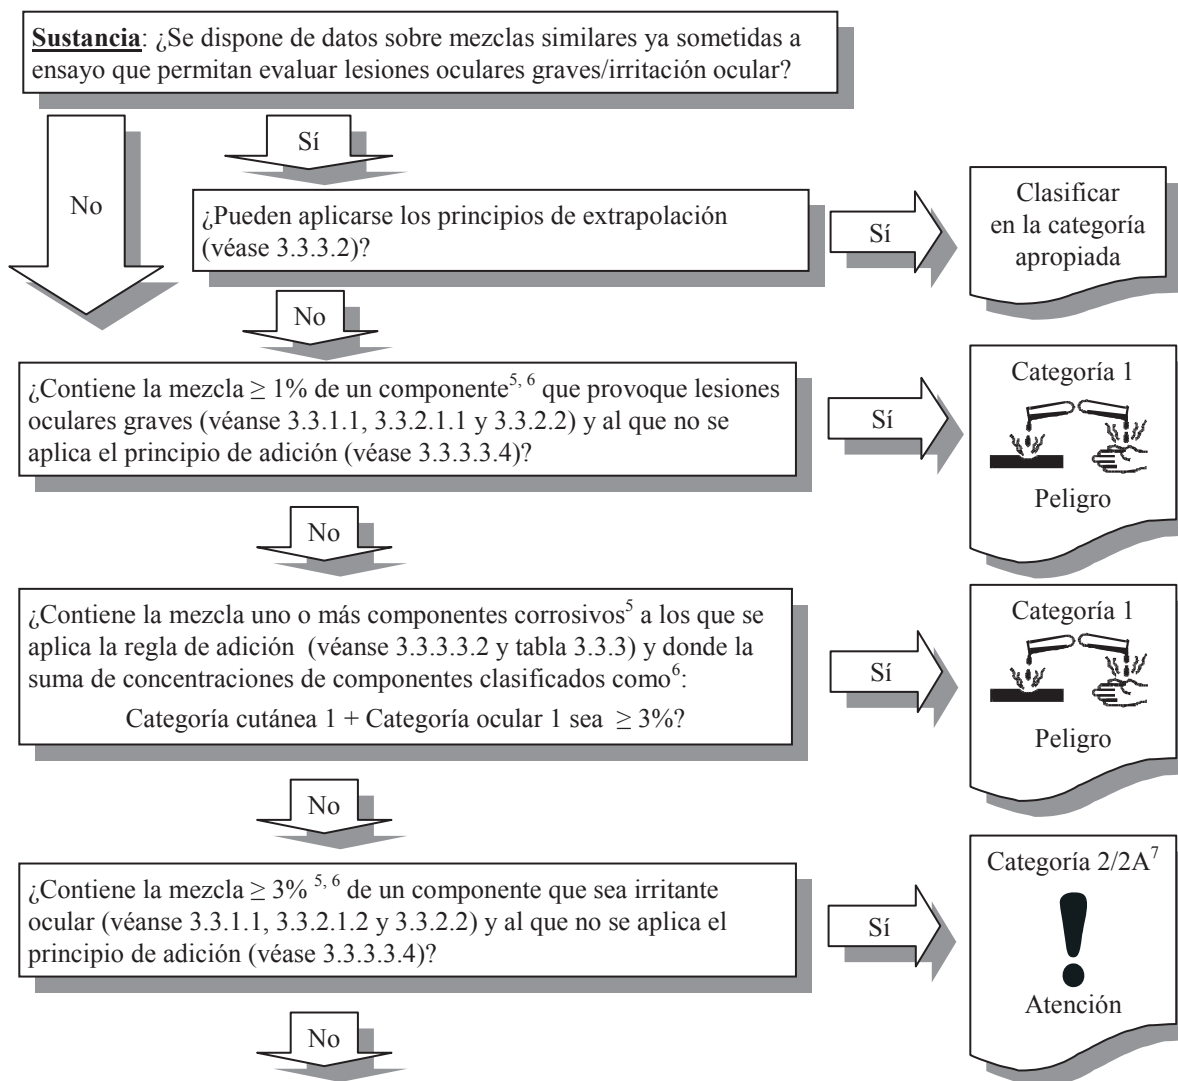 Sustancia: ¿Se dispone de datos sobre mezclas similares ya sometidas a
ensayo que permitan evaluar lesiones oculares graves/irritación ocular?
No
Sí
¿Pueden aplicarse los principios de extrapolación
(véase 3.3.3.2)?
Sí
Clasificar
en la categoría
apropiada
No
¿Contiene la mezcla ≥ 1% de un componente5, 6 que provoque lesiones
oculares graves (véanse 3.3.1.1, 3.3.2.1.1 y 3.3.2.2) y al que no se
aplica el principio de adición (véase 3.3.3.3.4)?
Sí
Categoría 1
Peligro
No
¿Contiene la mezcla uno o más componentes corrosivos5 a los que se
aplica la regla de adición (véanse 3.3.3.3.2 y tabla 3.3.3) y donde la
suma de concentraciones de componentes clasificados como6:
Categoría cutánea 1 + Categoría ocular 1 sea ≥ 3%?
Sí
Categoría 1
Peligro
No
¿Contiene la mezcla ≥ 3% 5, 6 de un componente que sea irritante
ocular (véanse 3.3.1.1, 3.3.2.1.2 y 3.3.2.2) y al que no se aplica el
principio de adición (véase 3.3.3.3.4)?
Sí
Categoría 2/2A7
Atención
No